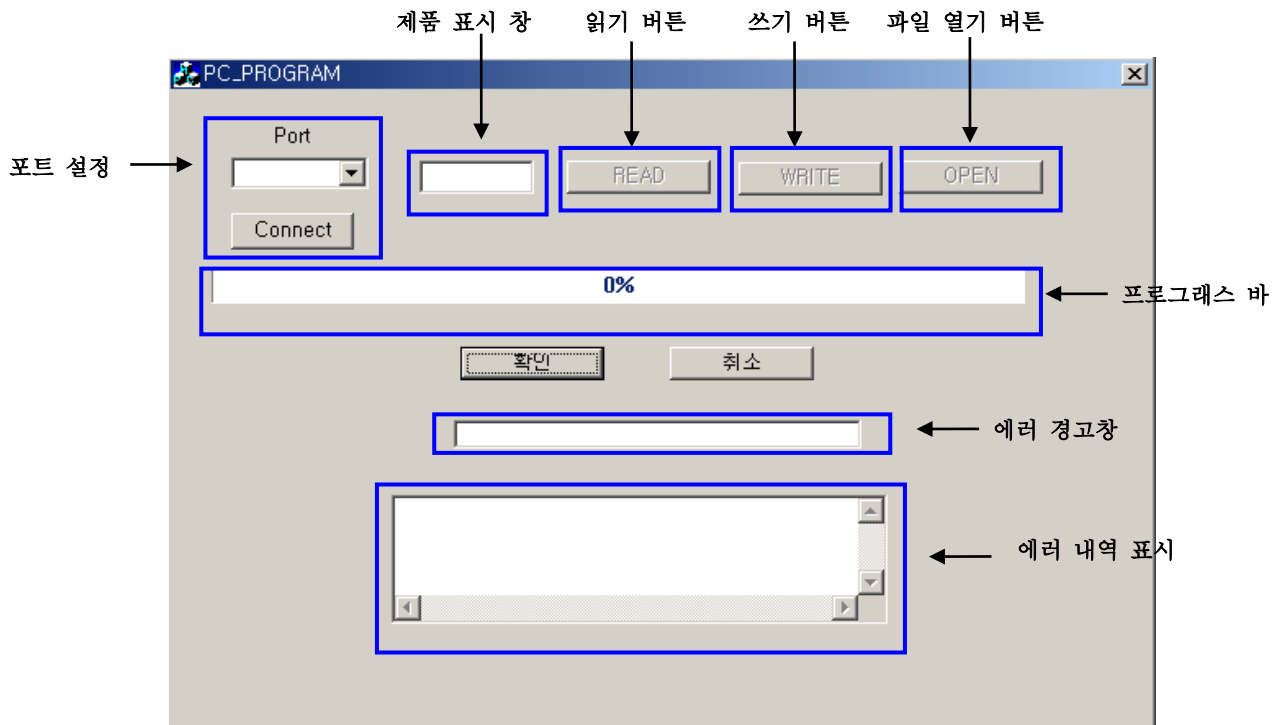 제품 표시 창
읽기 버튼
쓰기 버튼
파일 열기 버튼
PC_PROGRAM
포트 설정
Port
READ
WRITE
OPEN
Connect
0%
프로그래스 바
확인
취소
에러 경고창
에러 내역 표시